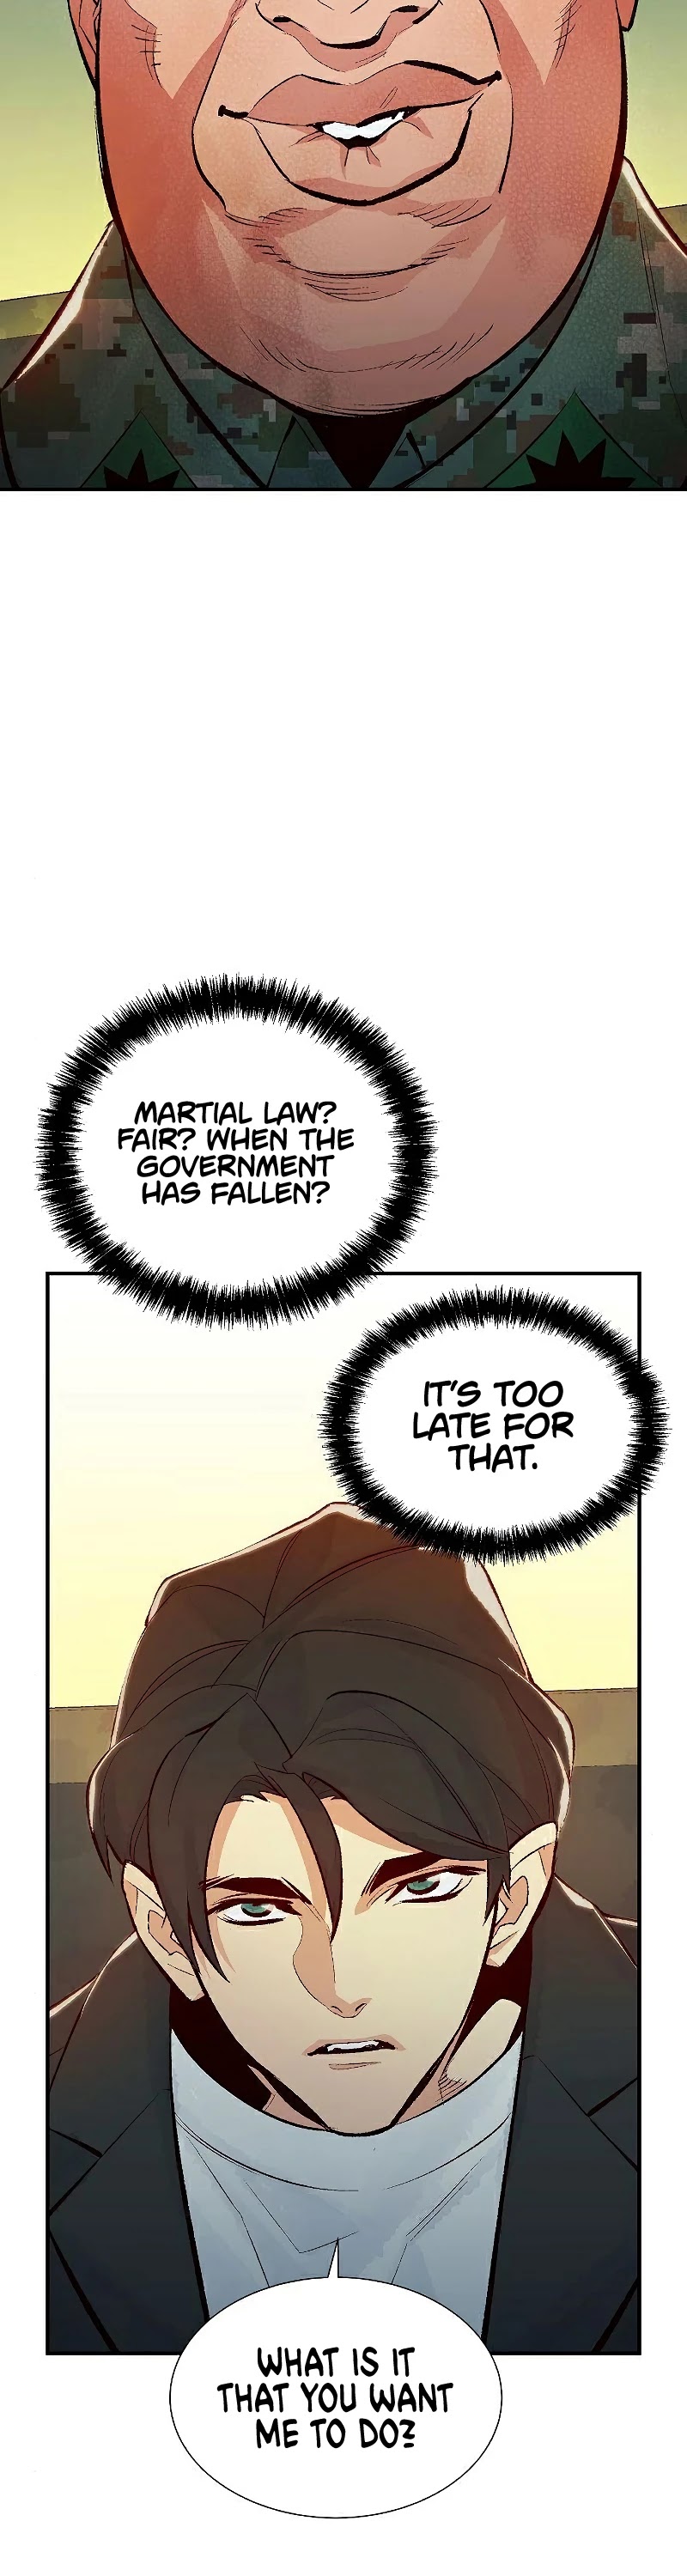 MARTIAL LAW?
FAIR? WHEN THE
GOVERNMENT
HAS FALLEN?
IT'S TOO
LATE FOR
THAT.
WHAT IS IT
THAT YOU WANT
ME TO DO?